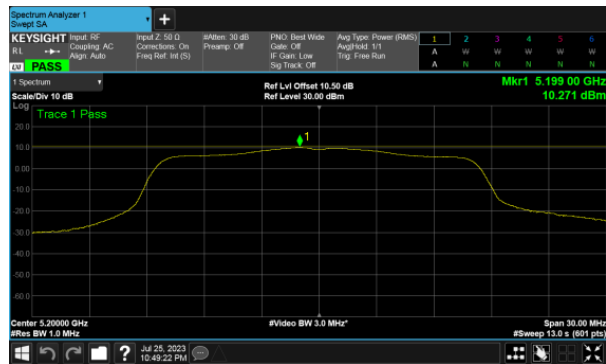 Spectrum Analyzer 1
Swept SA
KEYSIGHT Input: RF Input Z: 50 Ω #Atten: 30 dB PNO: Best Wide Avg Type: Power (RMS) 1 2 3 4 5 6
RL Coupling: AC Corrections: On Preamp: Off Gate: Off Avg|Hold: 1/1 A W W W W W
Align: Auto Freq Ref: Int (S) IF Gain: Low Trig: Free Run
LXI PASS Sig Track: Off A N N N N N
1 Spectrum Ref Lvl Offset 10.50 dB Mkr1 5.199 00 GHz
Scale/Div 10 dB Ref Level 30.00 dBm 10.271 dBm
Log Trace 1 Pass
20.0
1
10.0
0.00
-10.0
-20.0
-30.0
-40.0
-50.0
-60.0
Center 5.20000 GHz #Video BW 3.0 MHz* Span 30.00 MHz
#Res BW 1.0 MHz #Sweep 13.0 s (601 pts)
? Jul 25, 2023
10:49:22 PM